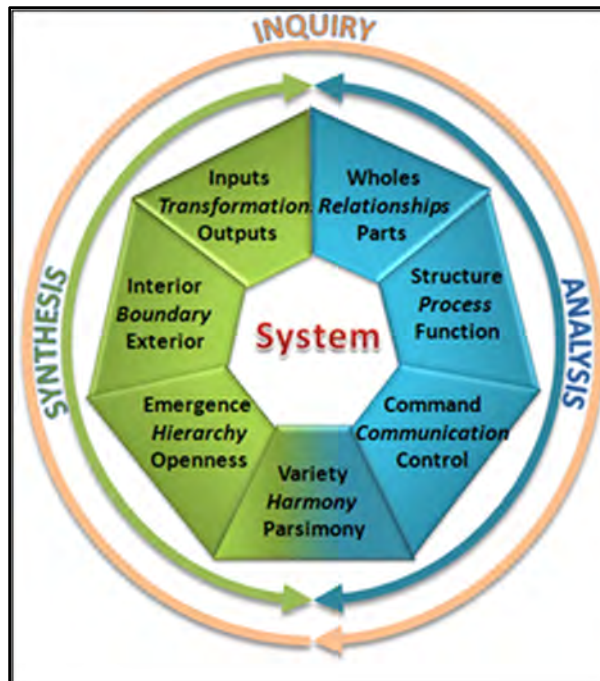 INQUIRY
SYNTHESIS
ANALYSIS
System
Inputs
Transformation
Outputs
Wholes
Relationships
Parts
Interior
Boundary
Exterior
Structure
Process
Function
Emergence
Hierarchy
Openness
Command
Communication
Control
Variety
Harmony
Parsimony